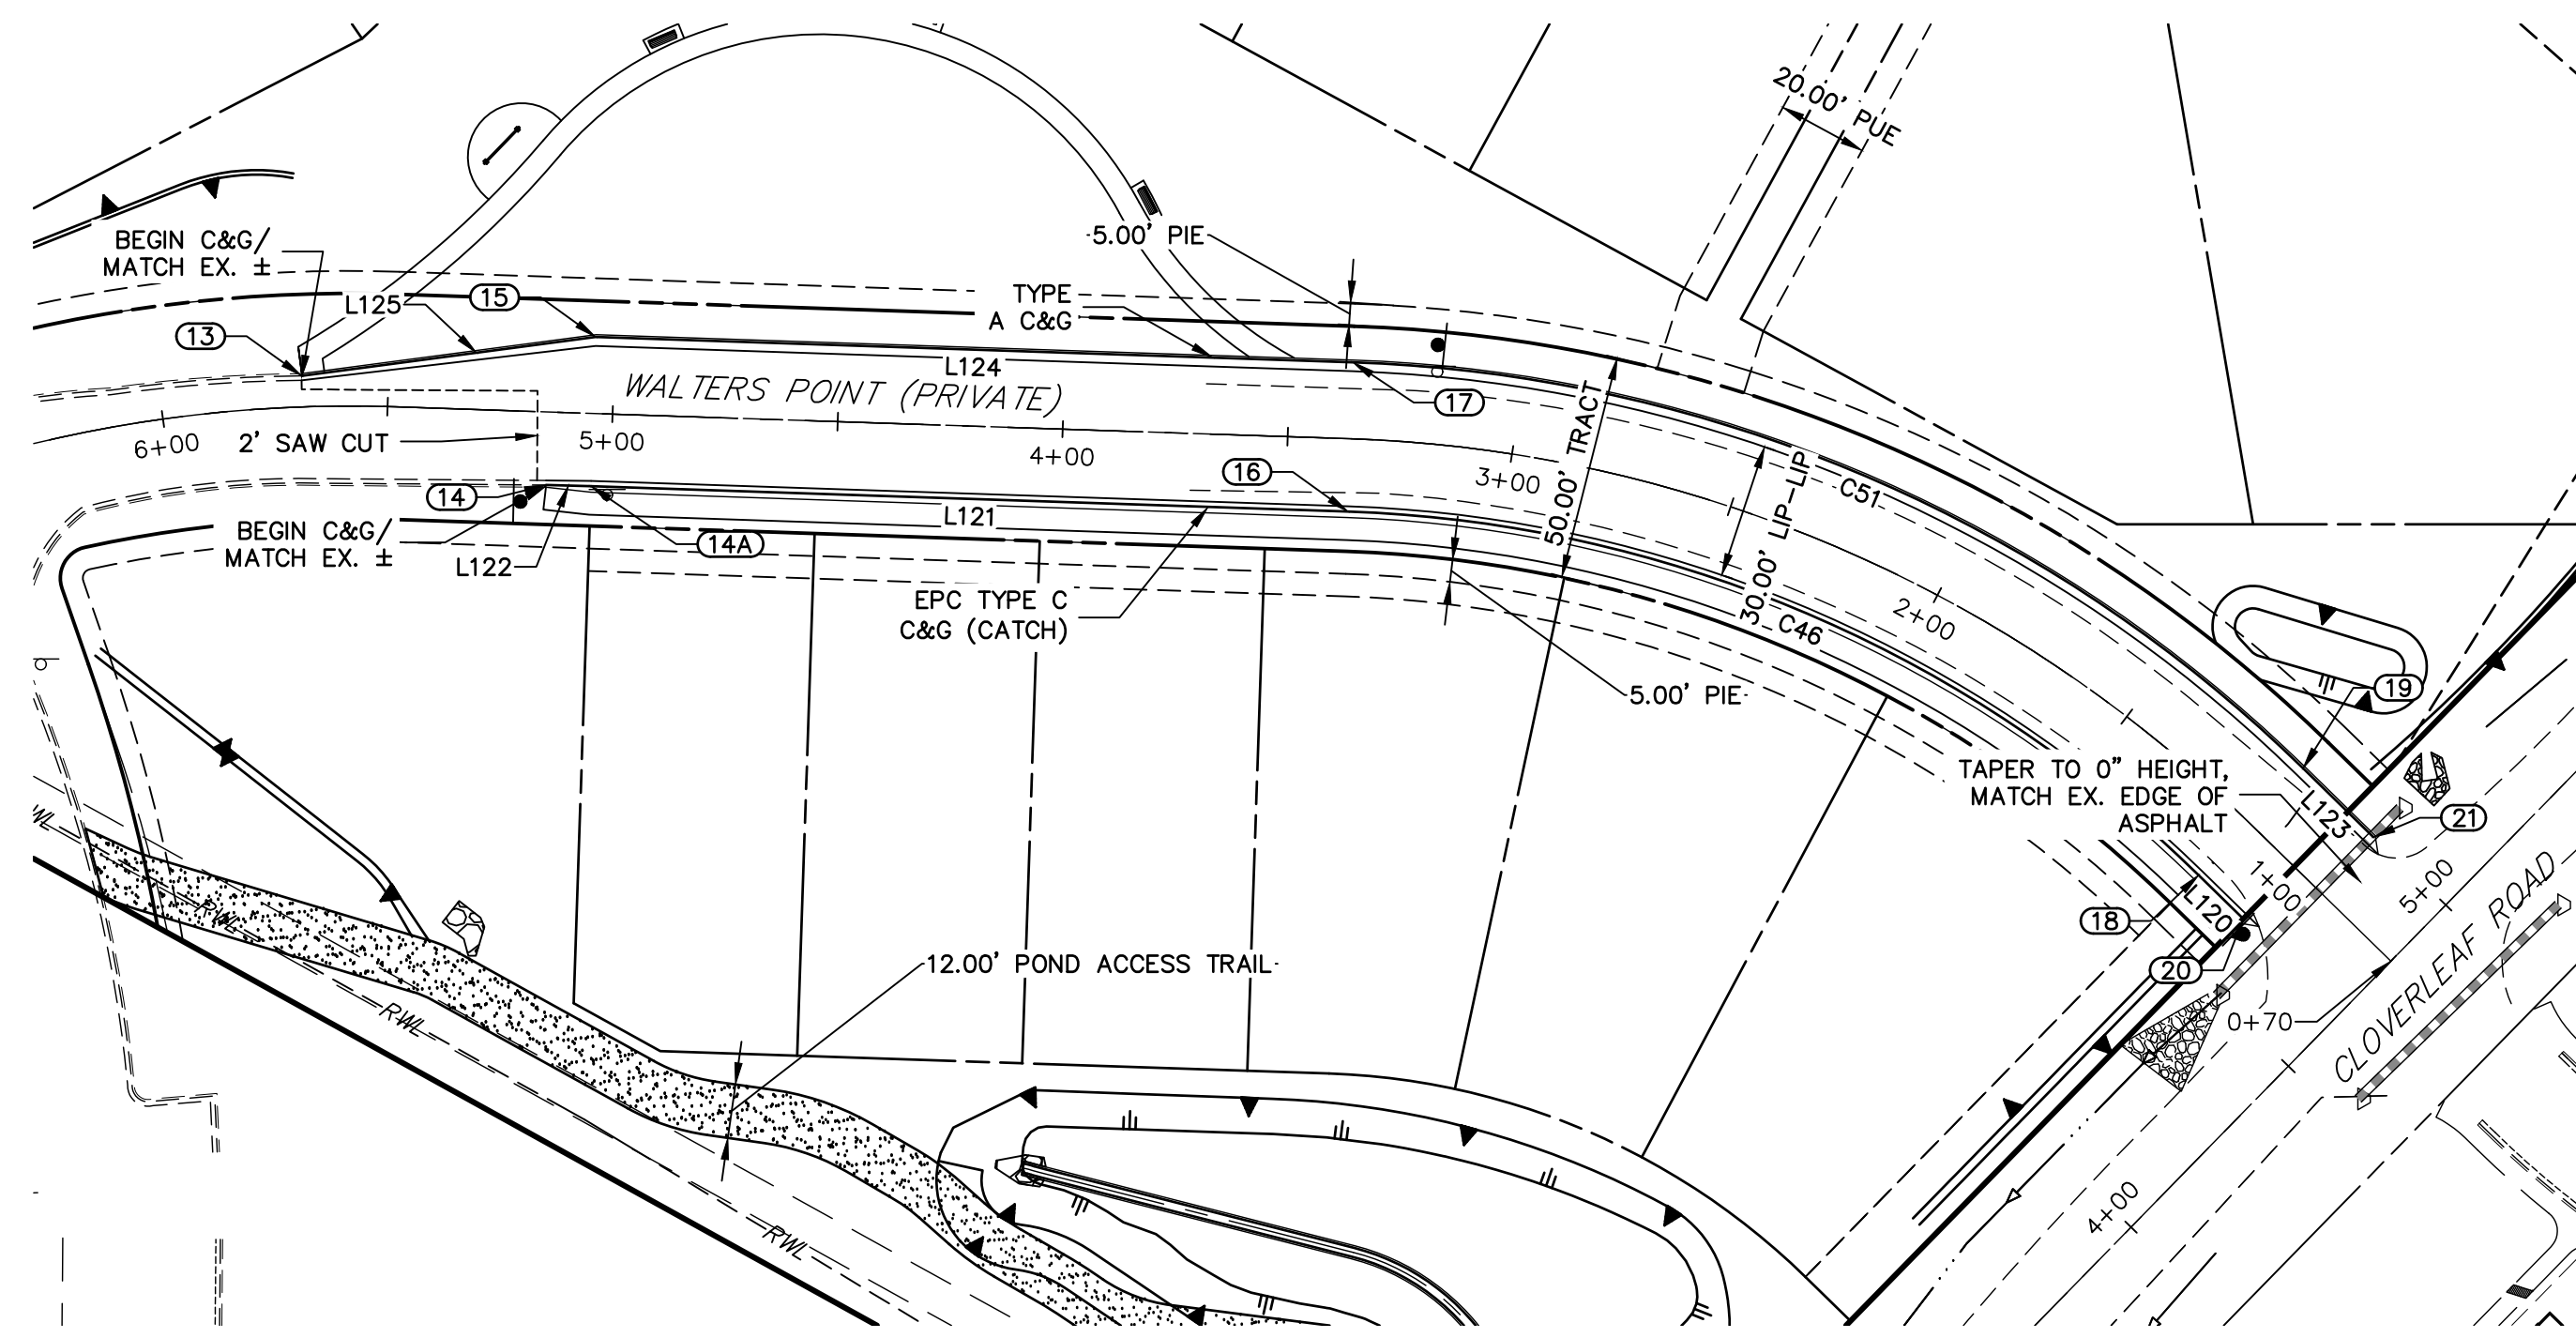 20.00' PUE
BEGIN C&G/
MATCH EX. ±
L125
15
13
5.00' PIE
TYPE
A C&G
L124
WALTERS POINT (PRIVATE)
17
6+00
2' SAW CUT
5+00
4+00
16
3+00
50.00' TRACT
30.00' LIP-LIP
C51
14
BEGIN C&G/
MATCH EX. ±
L122
14A
L121
EPC TYPE C
C&G (CATCH)
C46
2+00
5.00' PIE
19
TAPER TO 0" HEIGHT,
MATCH EX. EDGE OF
ASPHALT
L123
21
1+00
5+00
L120
18
20
0+70
CLOVERLEAF ROAD
4+00
12.00' POND ACCESS TRAIL
RWL
RWL
RWL